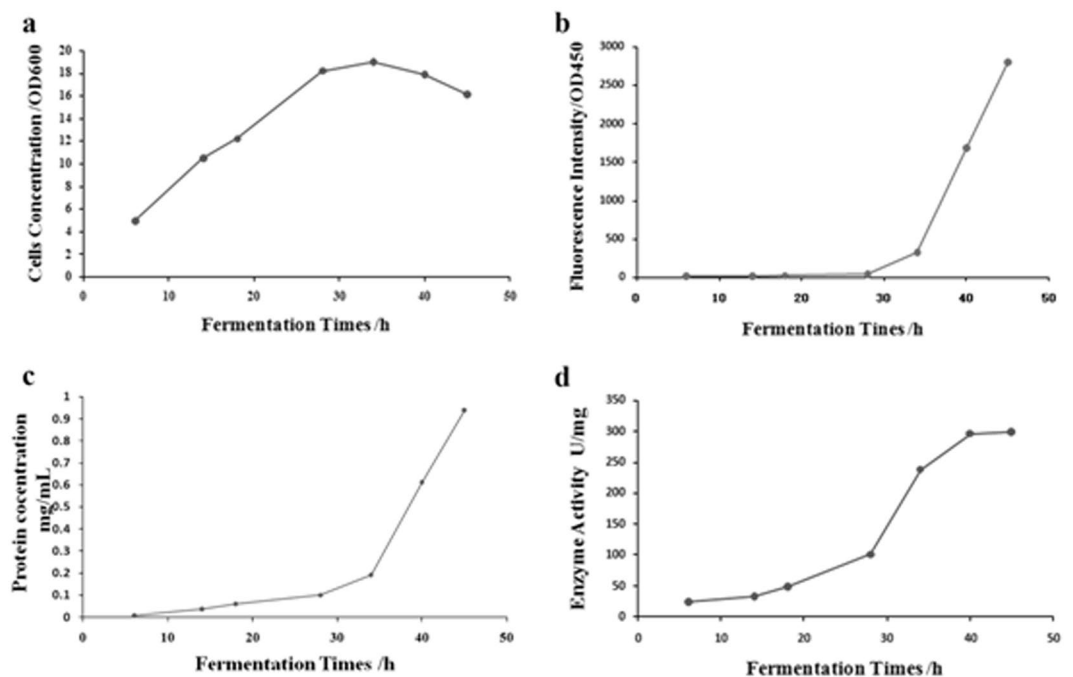 a
Cells Concentration /OD600
20
18
16
14
12
10
8
6
4
2
0
0 10 20 30 40 50
Fermentation Times /h
b
Fluorescence Intensity/OD450
3000
2500
2000
1500
1000
500
0
0 10 20 30 40 50
Fermentation Tines /h
c
Protein cocentration
mg/mL
1
0.9
0.8
0.7
0.6
0.5
0.4
0.3
0.2
0.1
0
0 10 20 30 40 50
Fermentation Times /h
d
Enzyme Activity U/mg
350
300
250
200
150
100
50
0
0 10 20 30 40 50
Fermentation Times /h